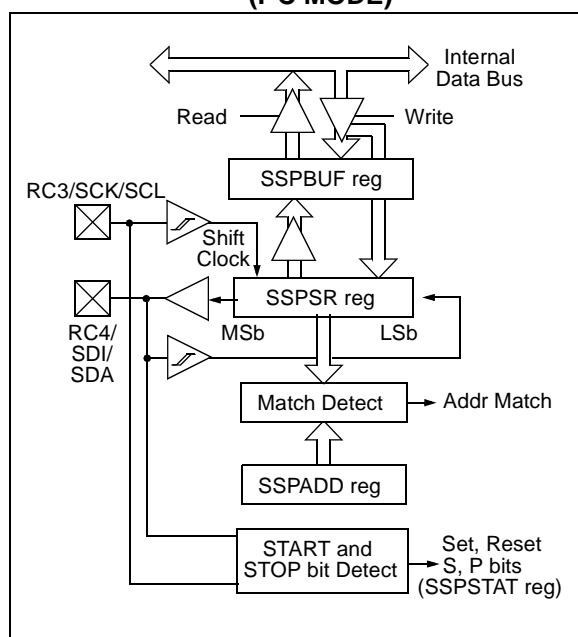 (I²C MODE)
Internal
Data Bus
Read
Write
SSPBUF reg
RC3/SCK/SCL
Shift
Clock
SSPSR reg
MSb
LSb
RC4/
SDI/
SDA
Match Detect
Addr Match
SSPADD reg
START and
STOP bit Detect
Set, Reset
S, P bits
(SSPSTAT reg)